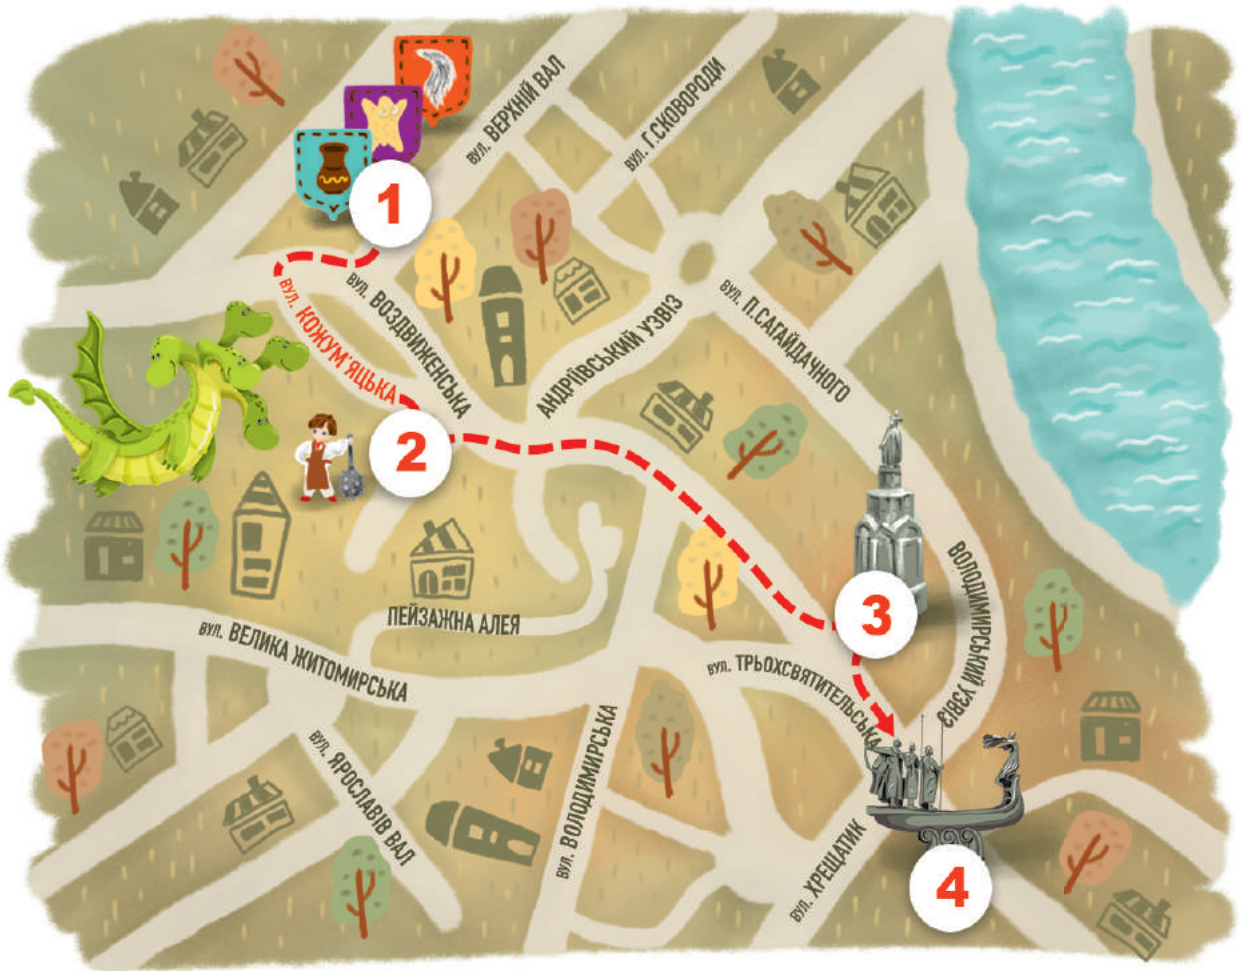 вул. ВЕРХНІЙ ВАЛ
вул. Г.СКОВОРОДИ
1
вул. ВОЗДВИЖЕНСЬКА
вул. КОЖУМ'ЯЦЬКА
АНДРІЇВСЬКИЙ УЗВІЗ
вул. П.САГАЙДАЧНОГО
2
3
ВОЛОДИМИРСЬКИЙ УЗВІЗ
ПЕЙЗАЖНА АЛЕЯ
вул. ВЕЛИКА ЖИТОМИРСЬКА
вул. ТРЬОХСВЯТИТЕЛЬСЬКА
вул. ЯРОСЛАВІВ ВАЛ
вул. ВОЛОДИМИРСЬКА
вул. ХРЕЩАТИК
4